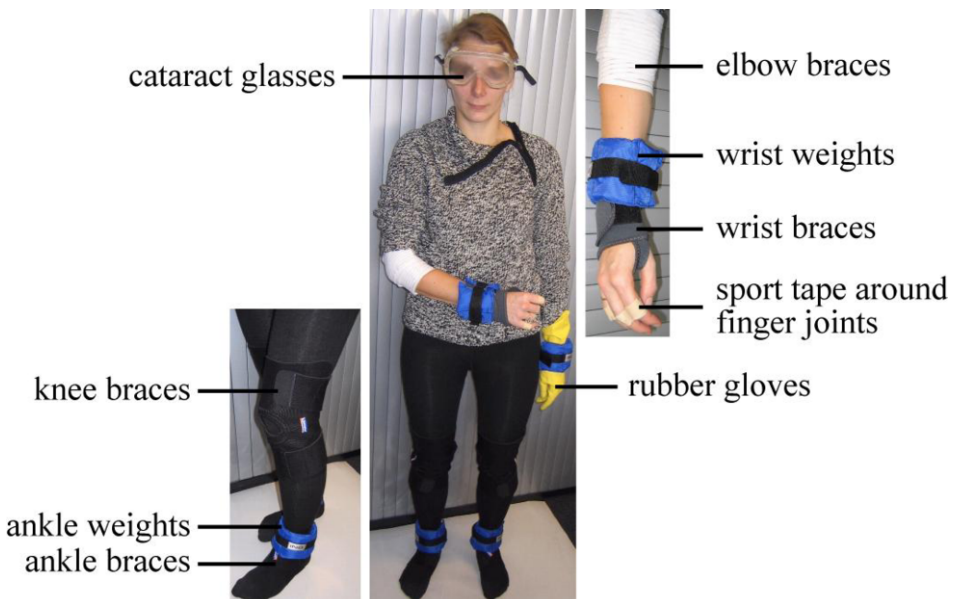 cataract glasses
elbow braces
wrist weights
wrist braces
sport tape around
finger joints
knee braces
rubber gloves
ankle weights
ankle braces